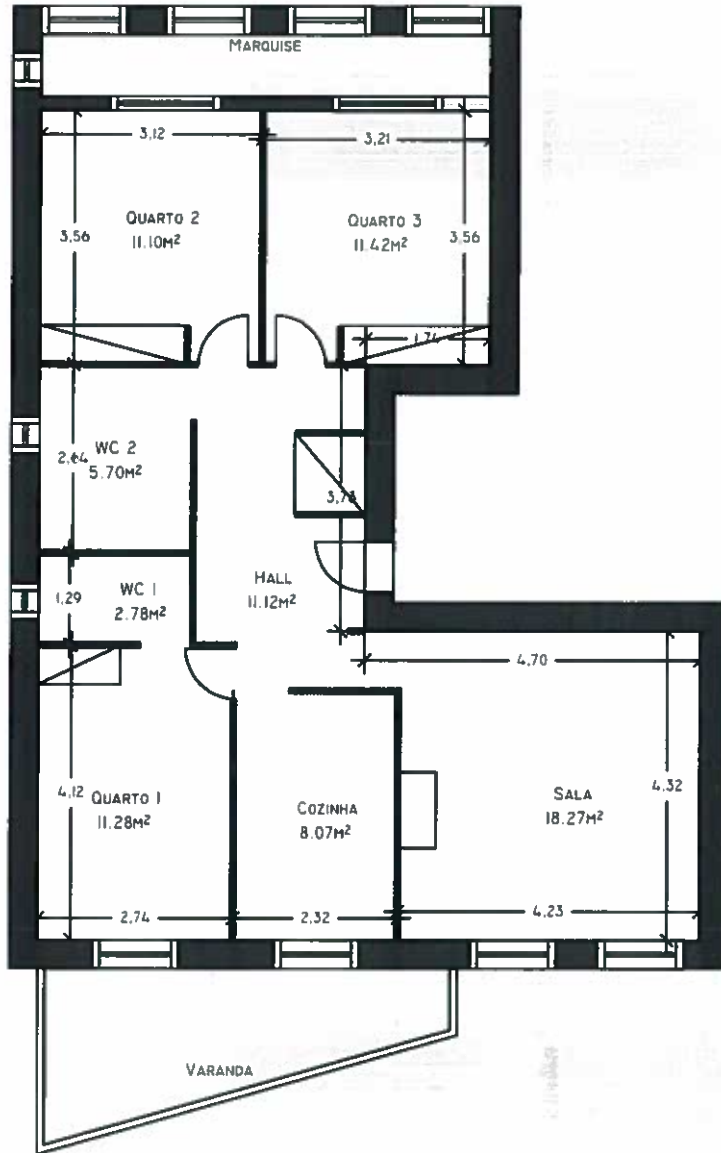 MARQUISE
3,12
3,21
QUARTO 2
11.10M²
QUARTO 3
11.42M²
3,56
3,56
1,74
WC 2
5.70M²
2,64
3,73
WC 1
2.78M²
1,29
HALL
11.12M²
4,70
4,12
QUARTO 1
11.28M²
COZINHA
8.07M²
SALA
18.27M²
4,32
2,74
2,32
4,23
VARANDA